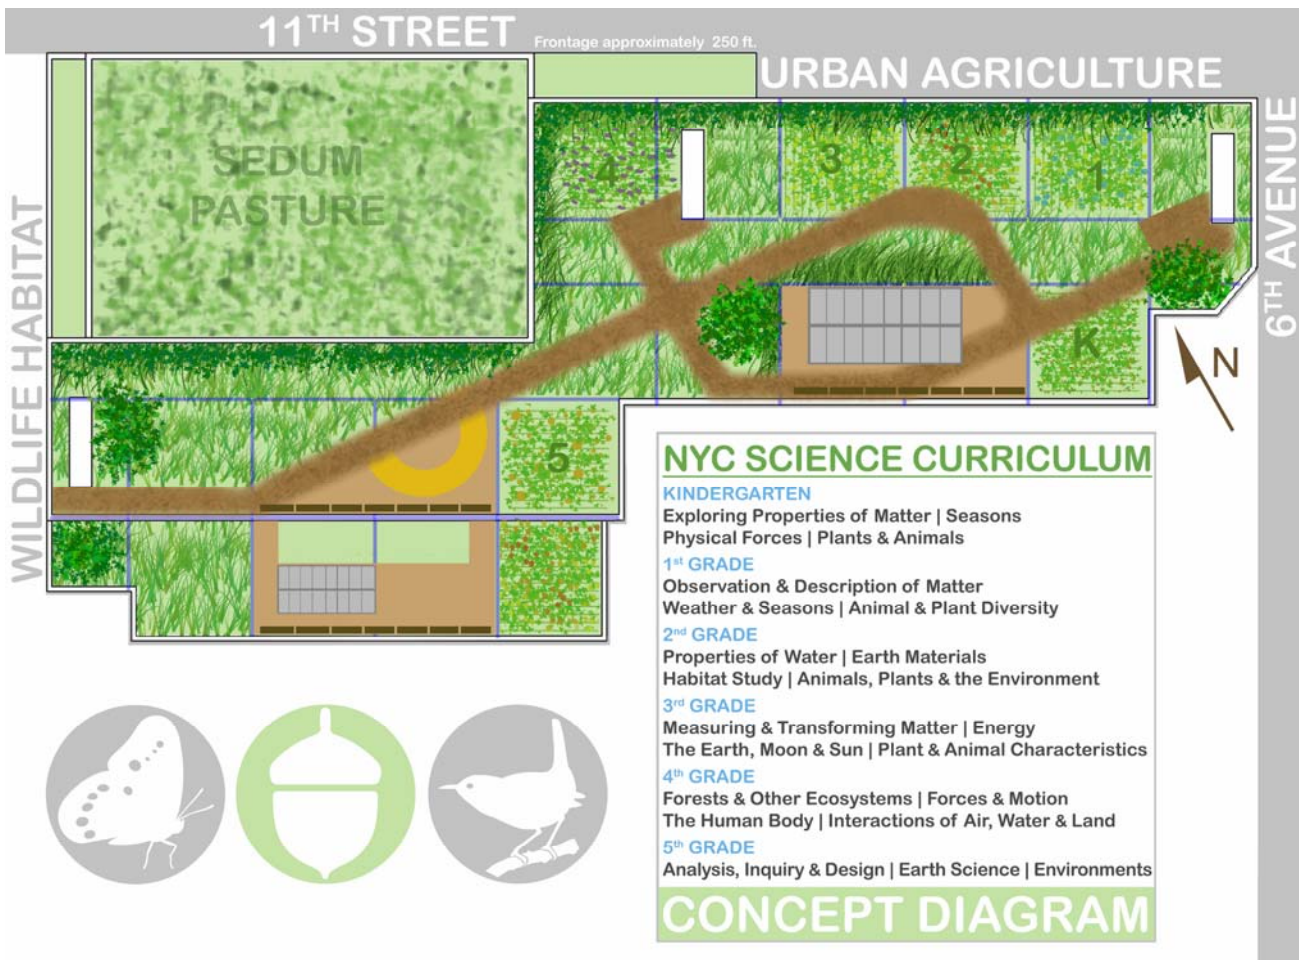 11TH STREET
Frontage approximately 250 ft.
URBAN AGRICULTURE
6TH AVENUE
WILDLIFE HABITAT
SEDUM
PASTURE
4
3
2
1
K
5
N
NYC SCIENCE CURRICULUM
KINDERGARTEN
Exploring Properties of Matter | Seasons
Physical Forces | Plants & Animals
1st GRADE
Observation & Description of Matter
Weather & Seasons | Animal & Plant Diversity
2nd GRADE
Properties of Water | Earth Materials
Habitat Study | Animals, Plants & the Environment
3rd GRADE
Measuring & Transforming Matter | Energy
The Earth, Moon & Sun | Plant & Animal Characteristics
4th GRADE
Forests & Other Ecosystems | Forces & Motion
The Human Body | Interactions of Air, Water & Land
5th GRADE
Analysis, Inquiry & Design | Earth Science | Environments
CONCEPT DIAGRAM